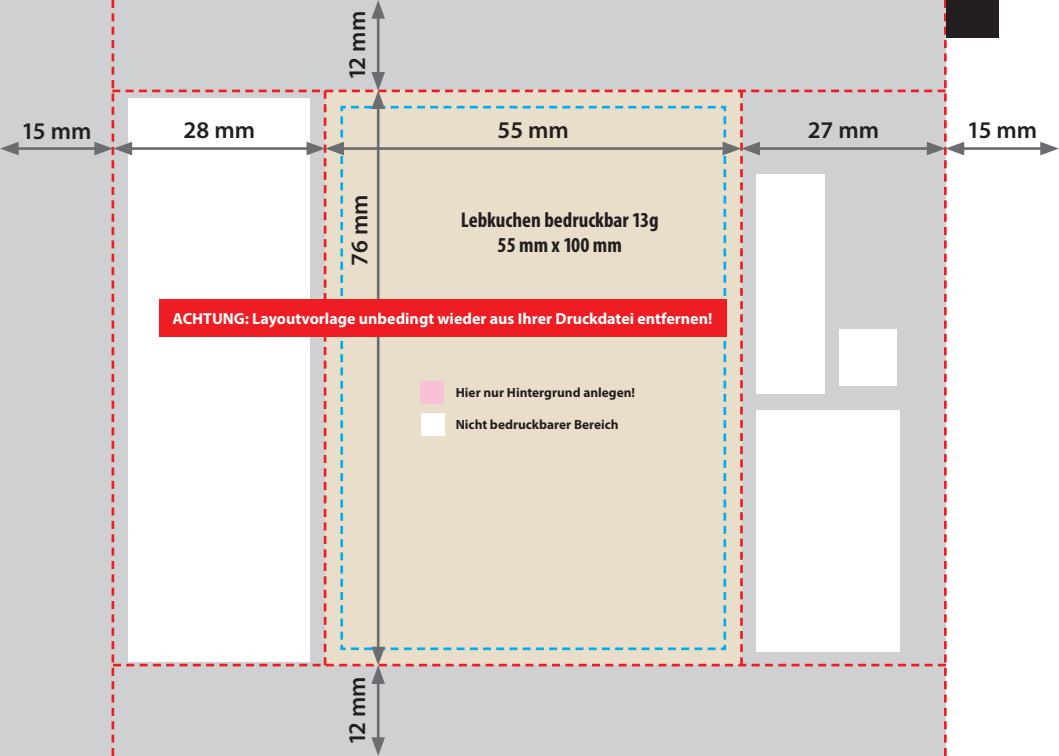 12 mm
15 mm
28 mm
55 mm
27 mm
15 mm
76 mm
Lebkuchen bedruckbar 13g
55 mm x 100 mm
ACHTUNG: Layoutvorlage unbedingt wieder aus Ihrer Druckdatei entfernen!
Hier nur Hintergrund anlegen!
Nicht bedruckbarer Bereich
12 mm